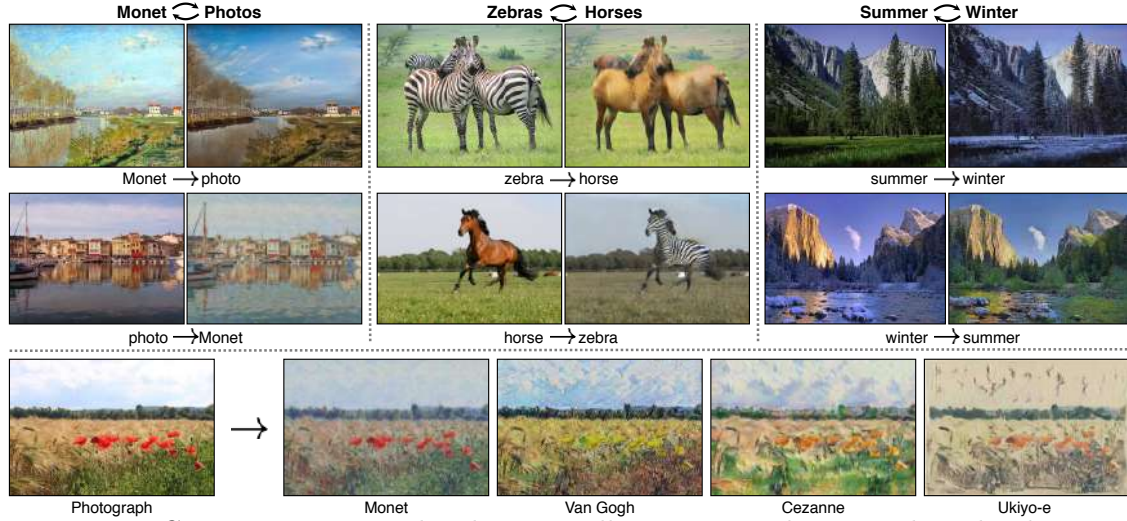 Monet Photos
Zebras Horses
Summer Winter
Monet → photo
zebra → horse
summer → winter
photo → Monet
horse → zebra
winter → summer
Photograph
Monet
Van Gogh
Cezanne
Ukiyo-e